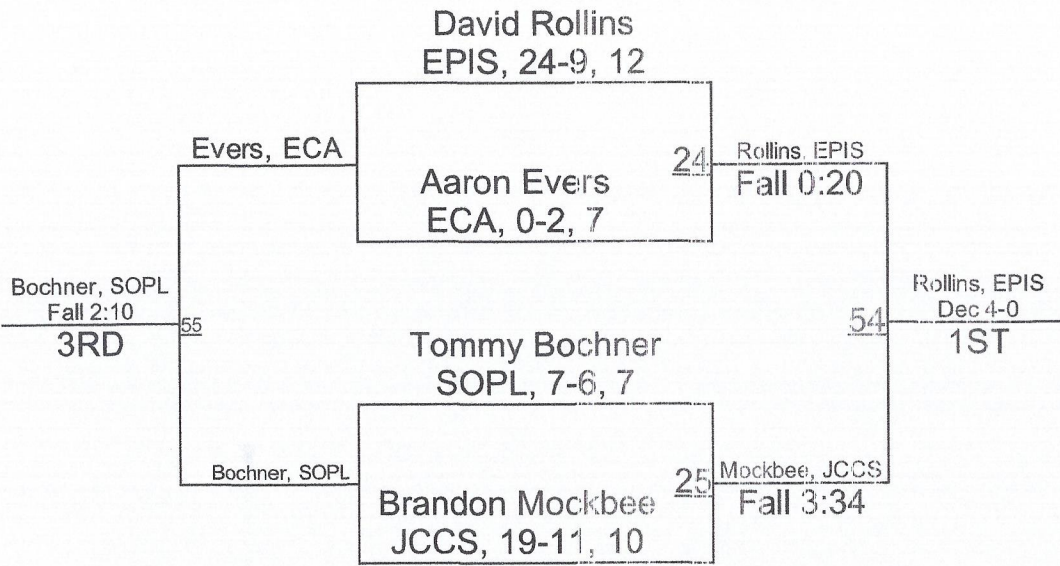 David Rollins
EPIS, 24-9, 12
Evers, ECA
24
Rollins, EPIS
Fall 0:20
Aaron Evers
ECA, 0-2, 7
Bochner, SOPL
Fall 2:10
3RD
55
54
Rollins, EPIS
Dec 4-0
1ST
Tommy Bochner
SOPL, 7-6, 7
Bochner, SOPL
25
Mockbee, JCCS
Fall 3:34
Brandon Mockbee
JCCS, 19-11, 10